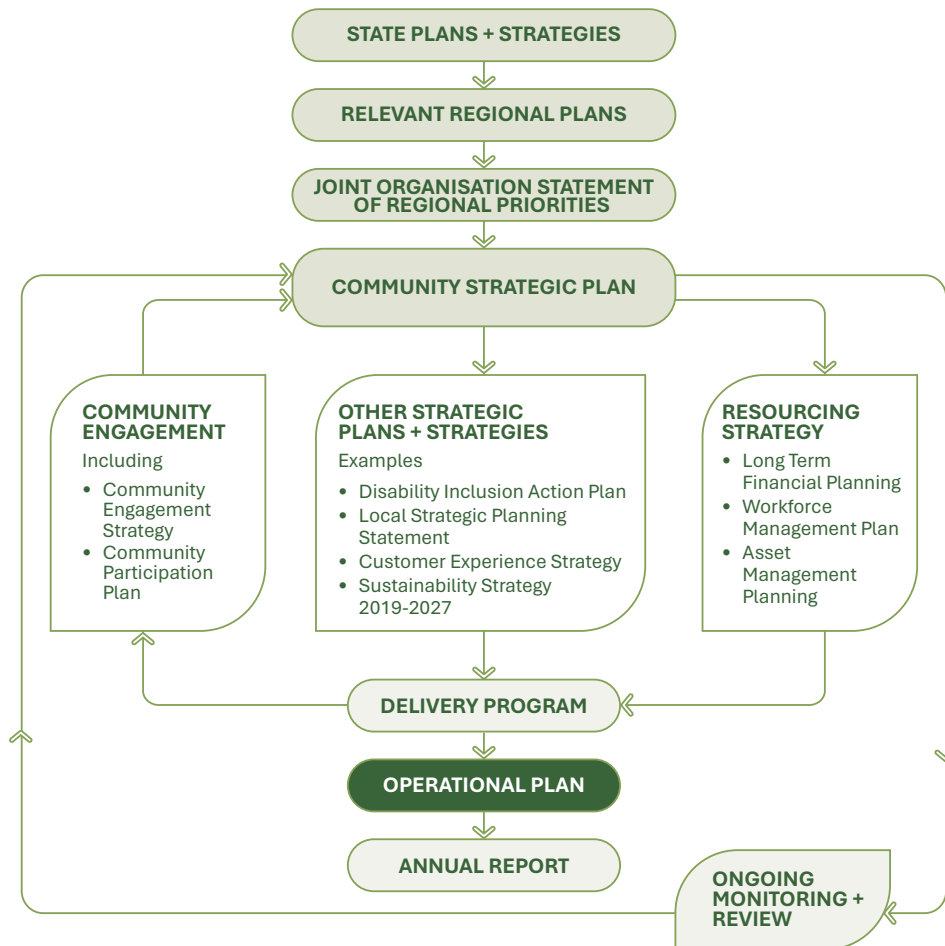 STATE PLANS + STRATEGIES
RELEVANT REGIONAL PLANS
JOINT ORGANISATION STATEMENT
OF REGIONAL PRIORITIES
COMMUNITY STRATEGIC PLAN
COMMUNITY
ENGAGEMENT
Including
• Community
Engagement
Strategy
• Community
Participation
Plan
OTHER STRATEGIC
PLANS + STRATEGIES
Examples
• Disability Inclusion Action Plan
• Local Strategic Planning
Statement
• Customer Experience Strategy
• Sustainability Strategy
2019-2027
RESOURCING
STRATEGY
• Long Term
Financial Planning
• Workforce
Management Plan
• Asset
Management
Planning
DELIVERY PROGRAM
OPERATIONAL PLAN
ANNUAL REPORT
ONGOING
MONITORING +
REVIEW